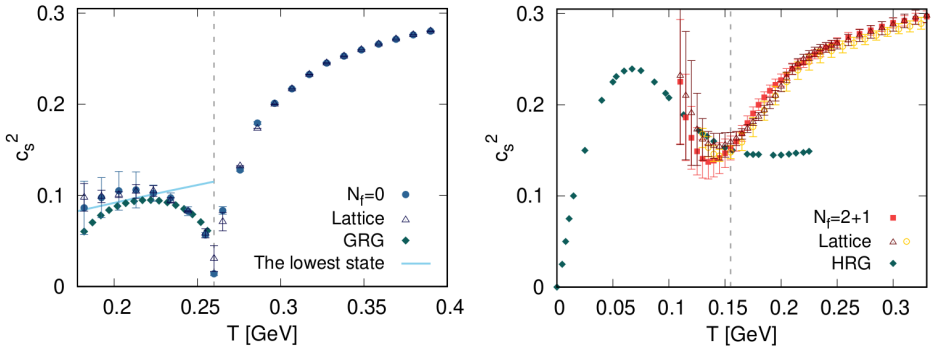 0.3
0.2
0.1
0
c_s^2
N_f=0
Lattice
GRG
The lowest state
0.2 0.25 0.3 0.35 0.4
T [GeV]
0.3
0.2
0.1
0
c_s^2
N_f=2+1
Lattice
HRG
0 0.05 0.1 0.15 0.2 0.25 0.3
T [GeV]